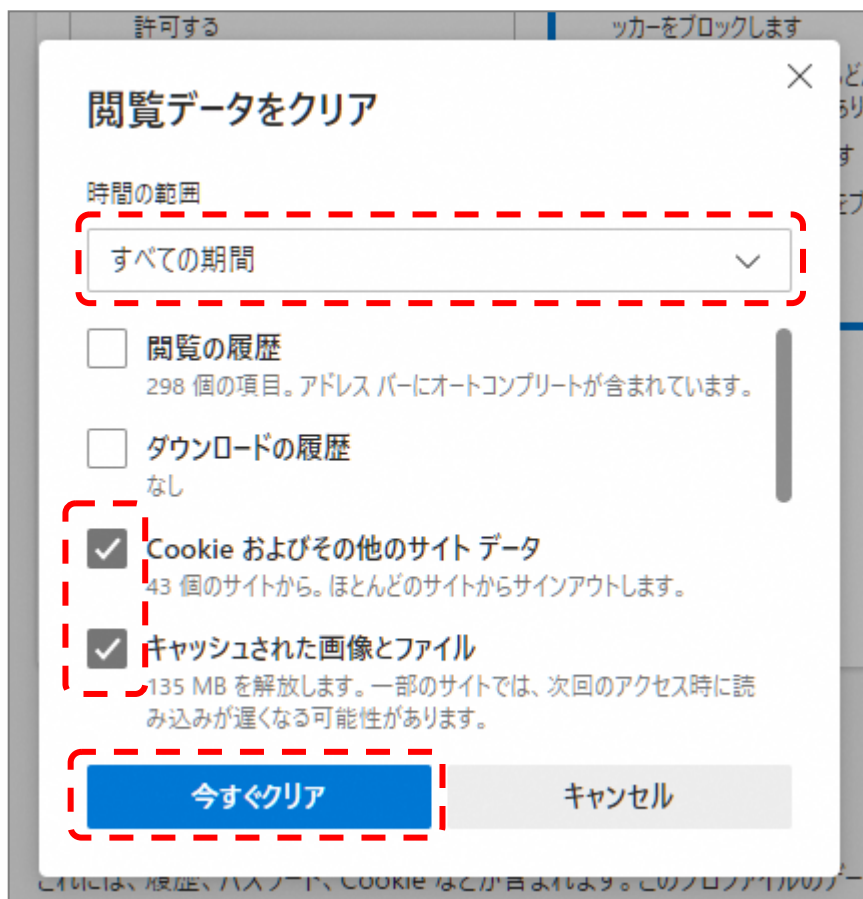 許可する
ッカーをブロックします
閲覧データをクリア
時間の範囲
すべての期間
閲覧の履歴
298 個の項目。アドレス バーにオートコンプリートが含まれています。
ダウンロードの履歴
なし
Cookie およびその他のサイト データ
43 個のサイトから。ほとんどのサイトからサインアウトします。
キャッシュされた画像とファイル
135 MB を解放します。一部のサイトでは、次回のアクセス時に読
み込みが遅くなる可能性があります。
今すぐクリア
キャンセル
これには、履歴、パスワード、Cookie などが含まれます。このプロファイルのデー